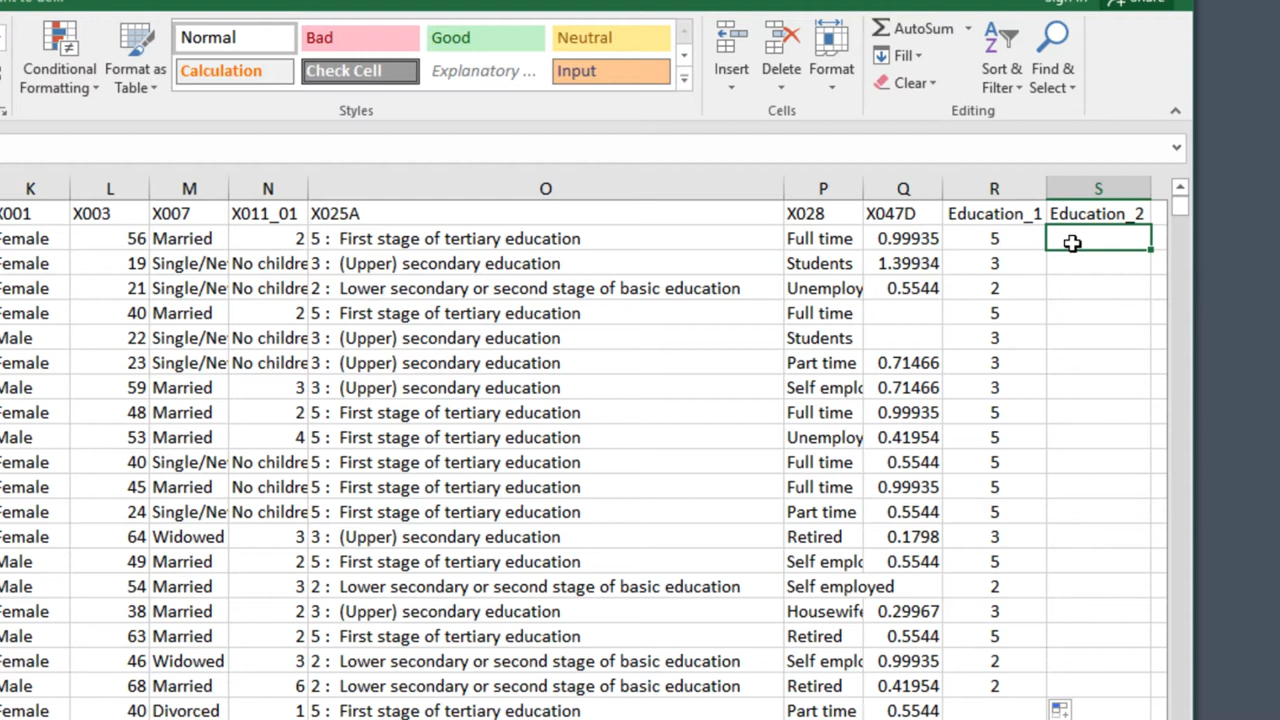 Conditional Formatting
Format as Table
Normal Bad Good Neutral
Calculation Check Cell Explanatory ... Input
Styles
Insert Delete Format
Cells
AutoSum
Fill
Clear
Sort & Filter
Find & Select
Editing
K L M N O P Q R S
X001 X003 X007 X011_01 X025A X028 X047D Education_1 Education_2
Female 56 Married 2 5 : First stage of tertiary education Full time 0.99935 5
Female 19 Single/Ne No childre 3 : (Upper) secondary education Students 1.39934 3
Female 21 Single/Ne No childre 2 : Lower secondary or second stage of basic education Unemploy 0.5544 2
Female 40 Married 2 5 : First stage of tertiary education Full time 5
Male 22 Single/Ne No childre 3 : (Upper) secondary education Students 3
Female 23 Single/Ne No childre 3 : (Upper) secondary education Part time 0.71466 3
Male 59 Married 3 3 : (Upper) secondary education Self emplo 0.71466 3
Female 48 Married 2 5 : First stage of tertiary education Full time 0.99935 5
Male 53 Married 4 5 : First stage of tertiary education Unemploy 0.41954 5
Female 40 Single/Ne No childre 5 : First stage of tertiary education Full time 0.5544 5
Female 45 Married No childre 5 : First stage of tertiary education Full time 0.99935 5
Male 24 Single/Ne No childre 5 : First stage of tertiary education Part time 0.5544 5
Female 64 Widowed 3 3 : (Upper) secondary education Retired 0.1798 3
Male 49 Married 2 5 : First stage of tertiary education Self emplo 0.5544 5
Male 54 Married 3 2 : Lower secondary or second stage of basic education Self employed 2
Female 38 Married 2 3 : (Upper) secondary education Housewife 0.29967 3
Male 63 Married 2 5 : First stage of tertiary education Retired 0.5544 5
Female 46 Widowed 3 2 : Lower secondary or second stage of basic education Self emplo 0.99935 2
Male 68 Married 6 2 : Lower secondary or second stage of basic education Retired 0.41954 2
Female 40 Divorced 1 5 : First stage of tertiary education Part time 0.5544